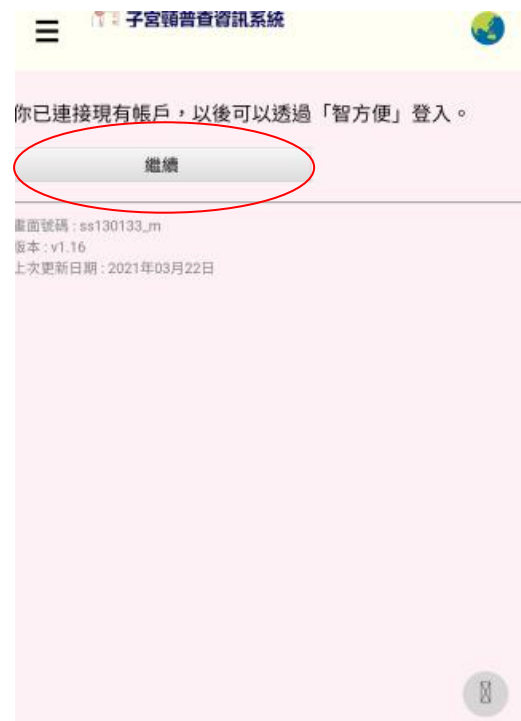 子宮頸普查資訊系統
你已連接現有帳戶，以後可以透過「智方便」登入。
繼續
畫面號碼 : ss130133_m
版本 : v1.16
上次更新日期 : 2021年03月22日